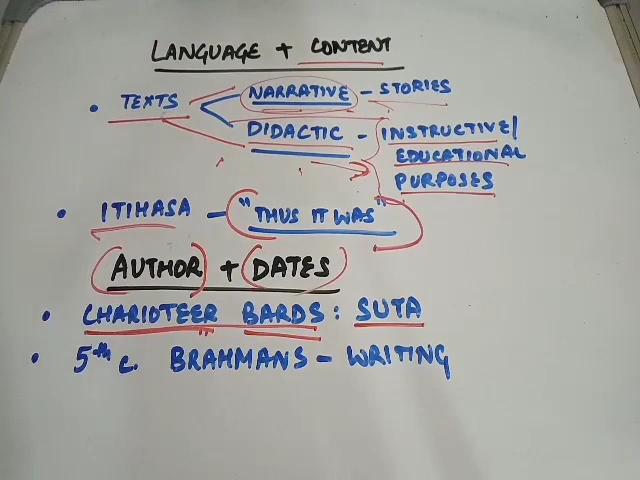 LANGUAGE + CONTENT
• TEXTS
NARRATIVE - STORIES
DIDACTIC - INSTRUCTIVE/
EDUCATIONAL
PURPOSES
• ITIHASA - "THUS IT WAS"
AUTHOR + DATES
• CHARIOTEER BARDS: SUTA
• 5th c. BRAHMANS - WRITING